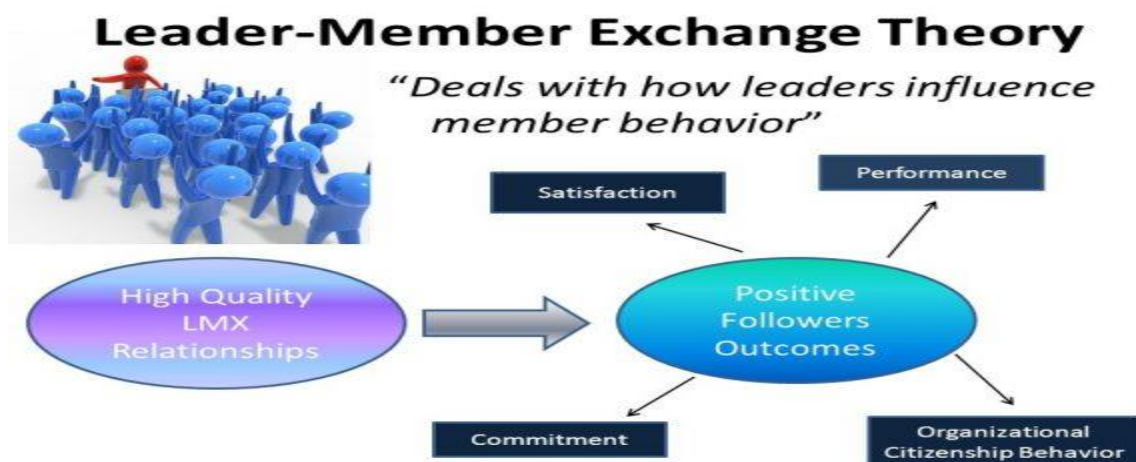 Leader-Member Exchange Theory
“Deals with how leaders influence
member behavior”
Satisfaction
Performance
High Quality
LMX
Relationships
Positive
Followers
Outcomes
Commitment
Organizational
Citizenship Behavior